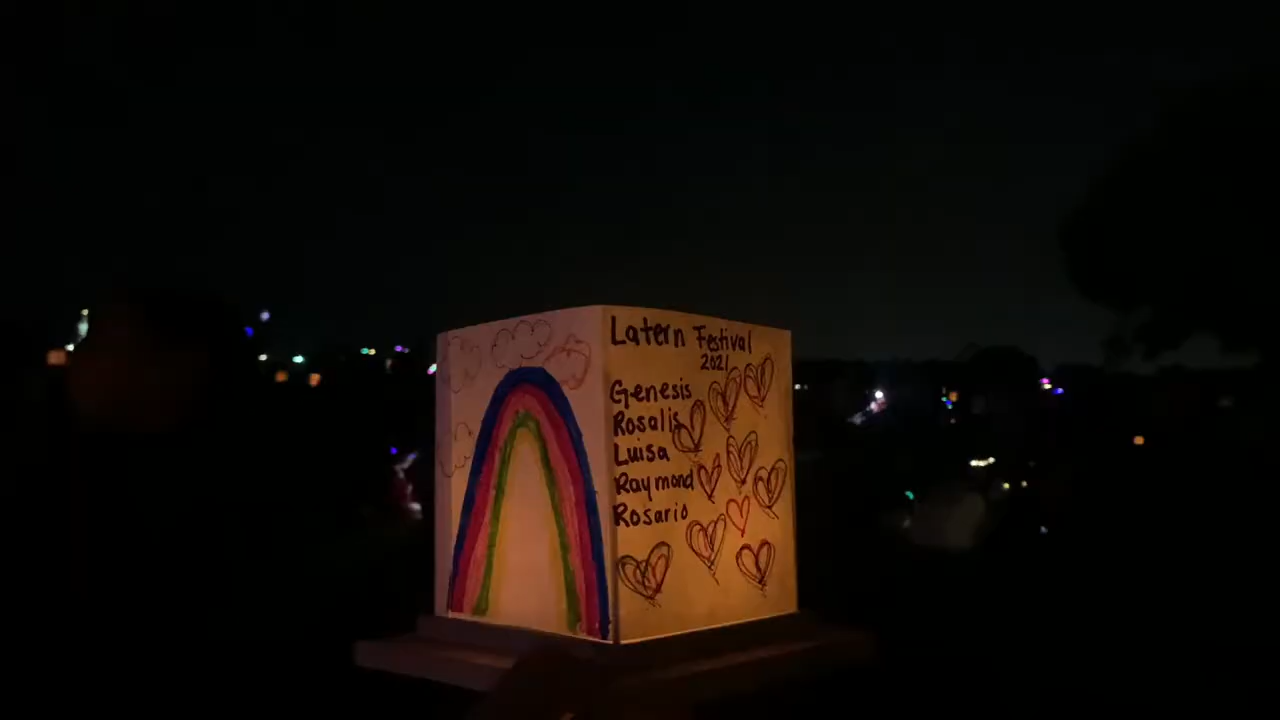 Latern Festival
2021
Genesis
Rosalis
Luisa
Raymond
Rosario